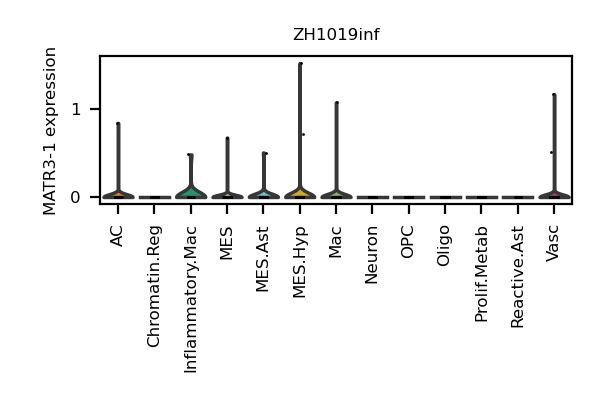 ZH1019inf
MATR3-1 expression
1
0
AC
Chromatin.Reg
Inflammatory.Mac
MES
MES.Ast
MES.Hyp
Mac
Neuron
OPC
Oligo
Prolif.Metab
Reactive.Ast
Vasc